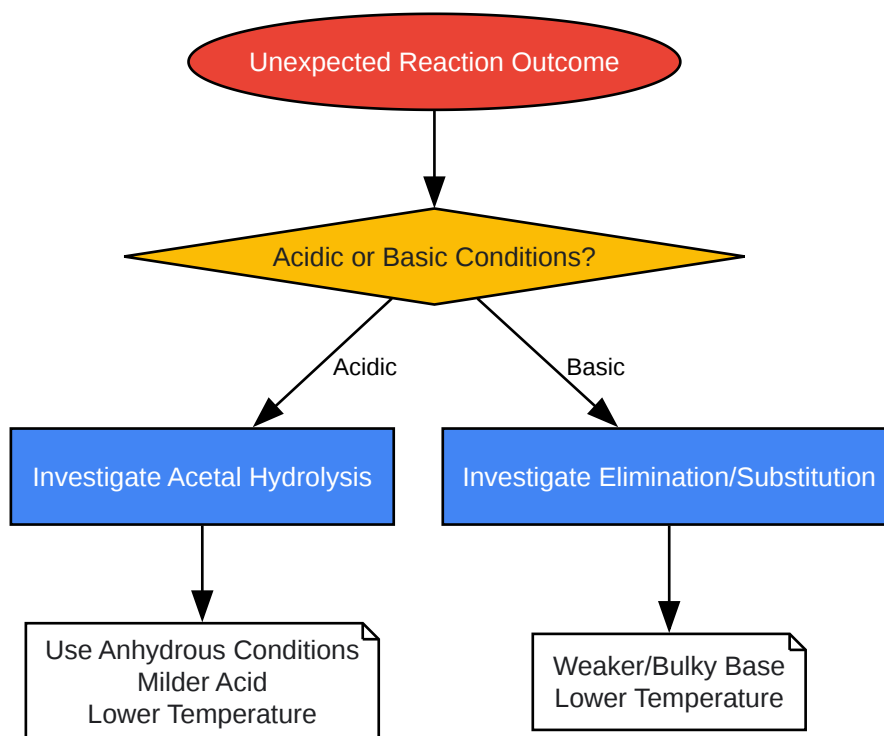 Unexpected Reaction Outcome
Acidic or Basic Conditions?
Acidic
Basic
Investigate Acetal Hydrolysis
Investigate Elimination/Substitution
Use Anhydrous Conditions
Milder Acid
Lower Temperature
Weaker/Bulky Base
Lower Temperature